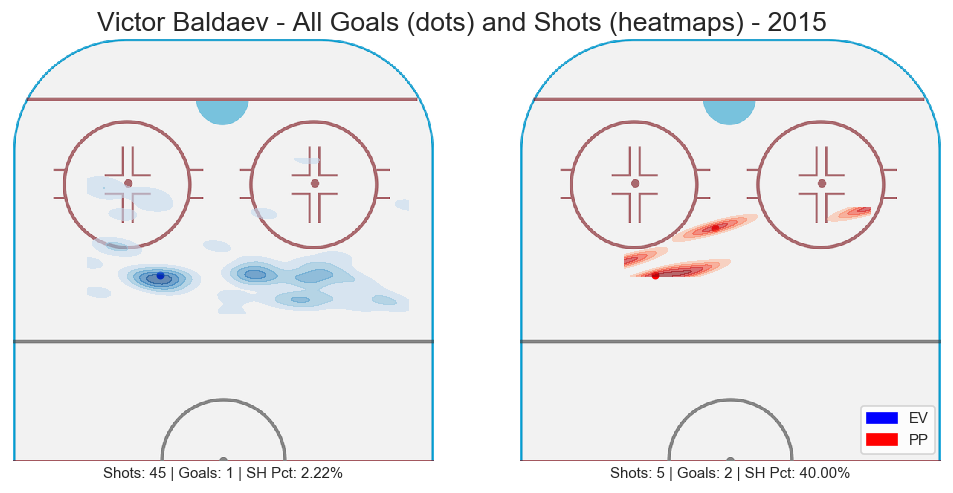 Victor Baldaev - All Goals (dots) and Shots (heatmaps) - 2015
EV
PP
Shots: 45 | Goals: 1 | SH Pct: 2.22%
Shots: 5 | Goals: 2 | SH Pct: 40.00%